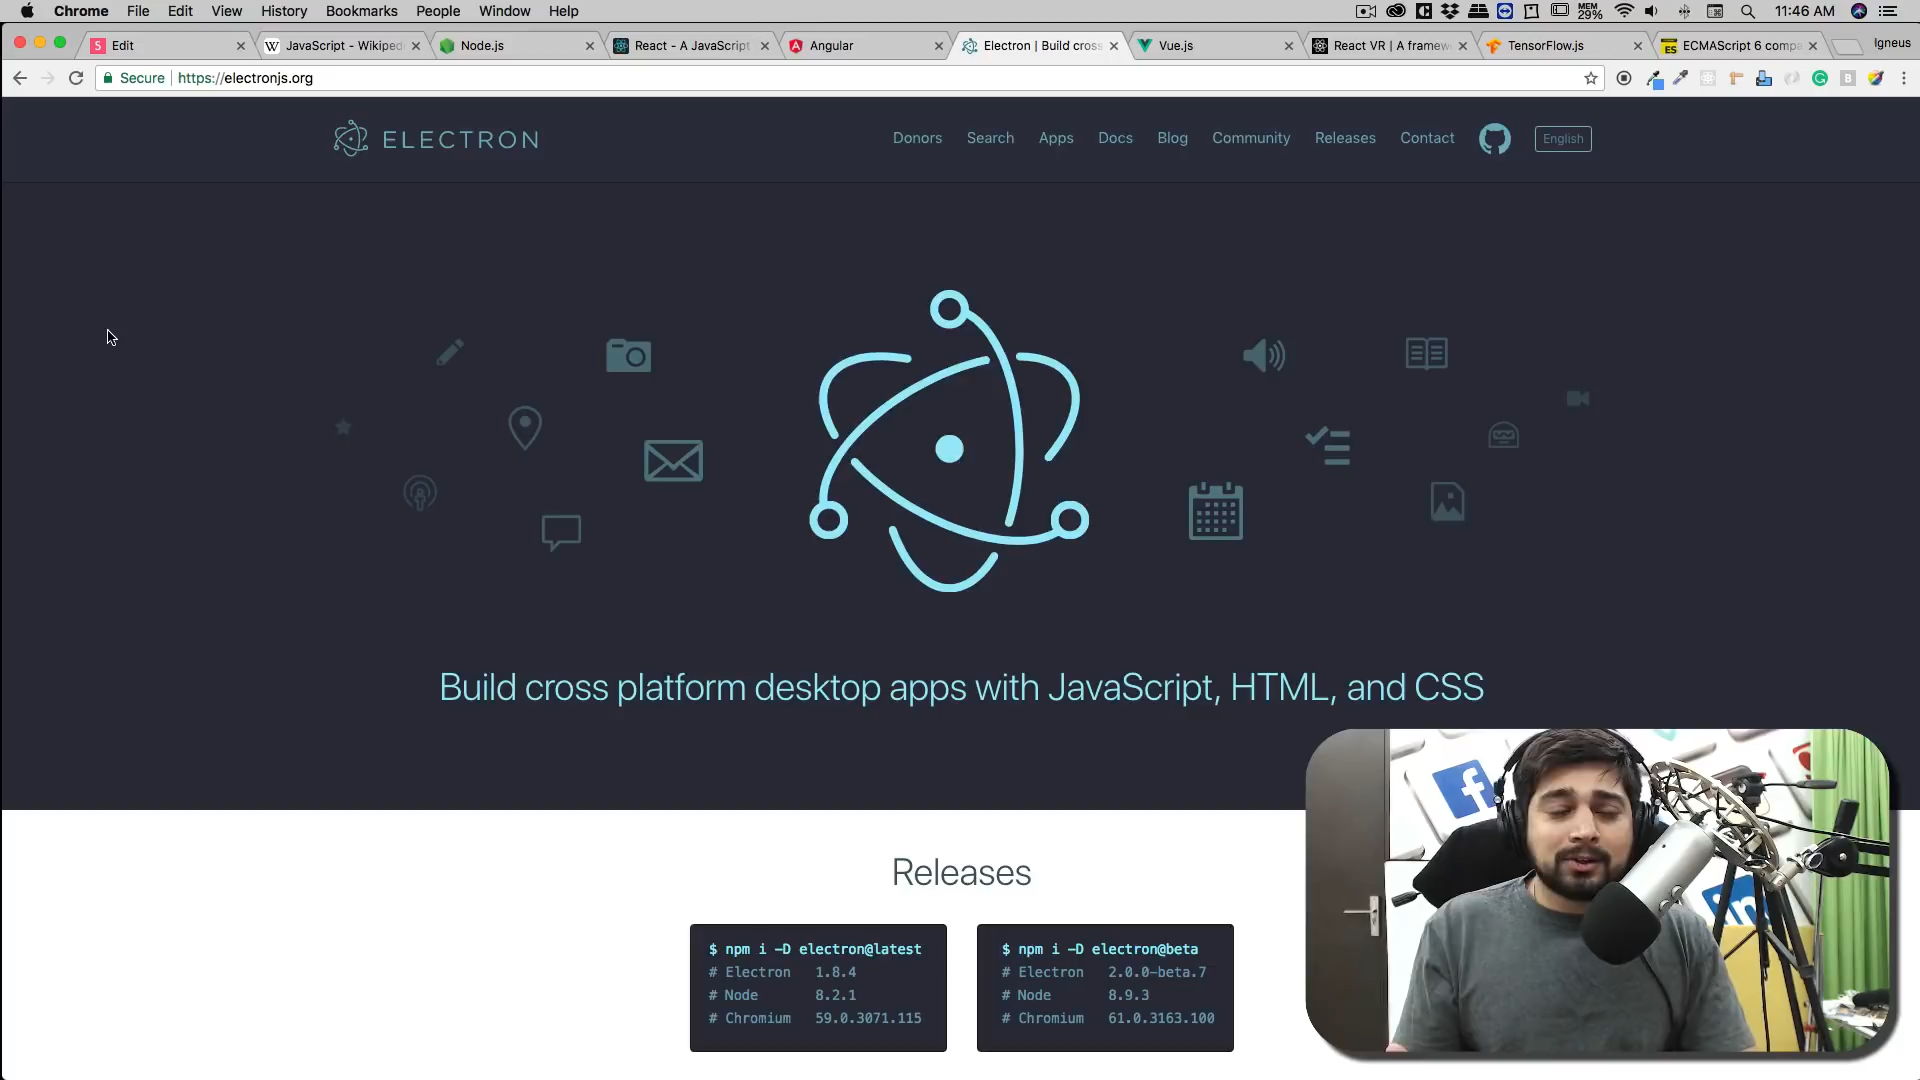 Chrome File Edit View History Bookmarks People Window Help
MEM
29%
11:46 AM
Edit
JavaScript - Wikiped
Node.js
React - A JavaScript
Angular
Electron | Build cross
Vue.js
React VR | A framew
TensorFlow.js
ES
ECMAScript 6 compa
Igneus
Secure | https://electronjs.org
ELECTRON
Donors Search Apps Docs Blog Community Releases Contact English
Build cross platform desktop apps with JavaScript, HTML, and CSS
Releases
$ npm i -D electron@latest
# Electron 1.8.4
# Node 8.2.1
# Chromium 59.0.3071.115
$ npm i -D electron@beta
# Electron 2.0.0-beta.7
# Node 8.9.3
# Chromium 61.0.3163.100